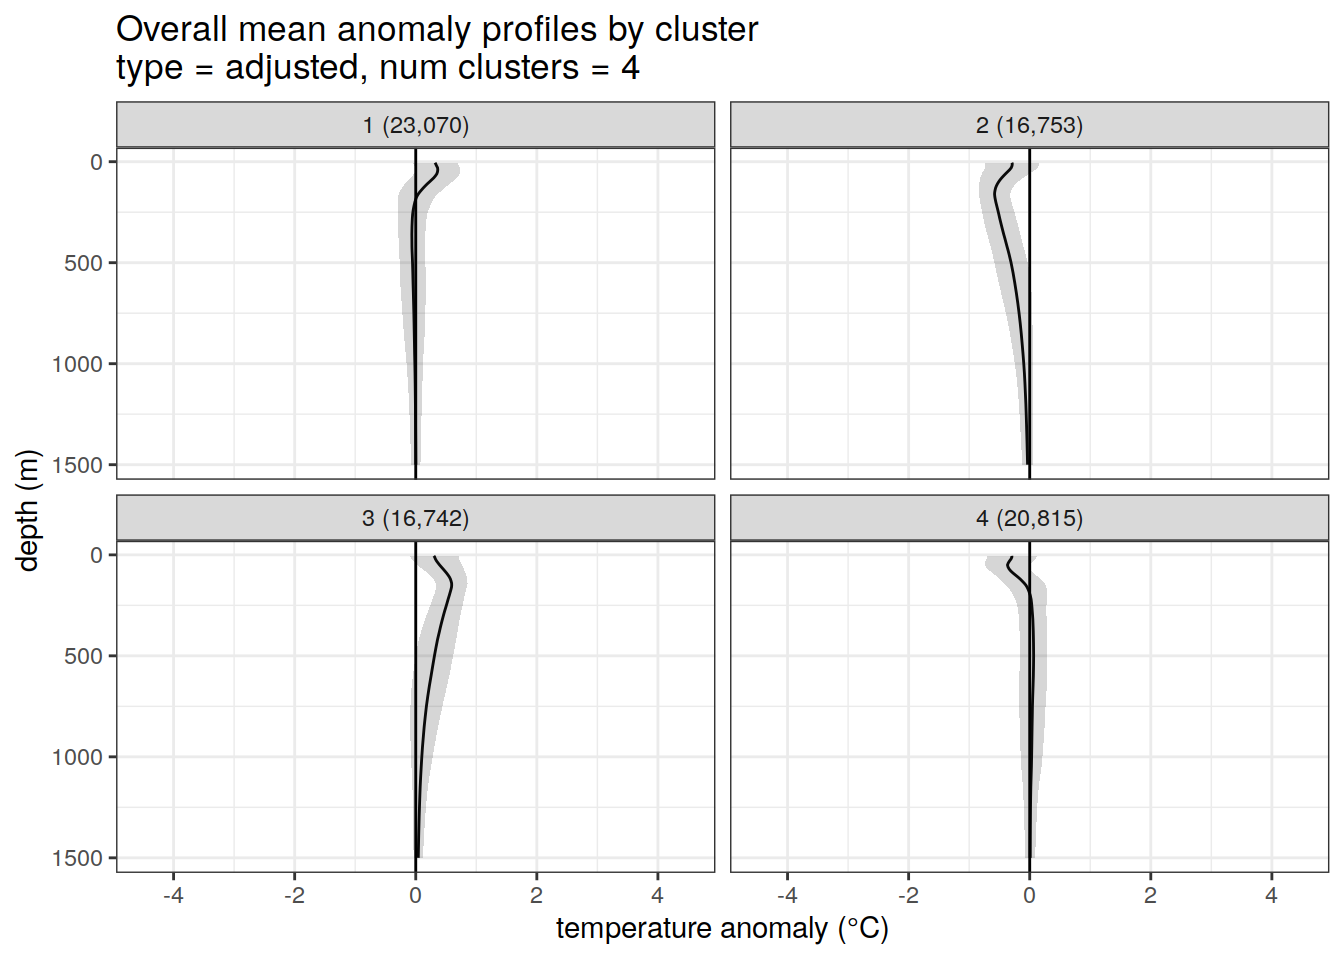 Overall mean anomaly profiles by cluster
type = adjusted, num clusters = 4
1 (23,070)
2 (16,753)
0
500
1000
1500
3 (16,742)
4 (20,815)
0
500
1000
1500
depth (m)
-4 -2 0 2 4
-4 -2 0 2 4
temperature anomaly (°C)